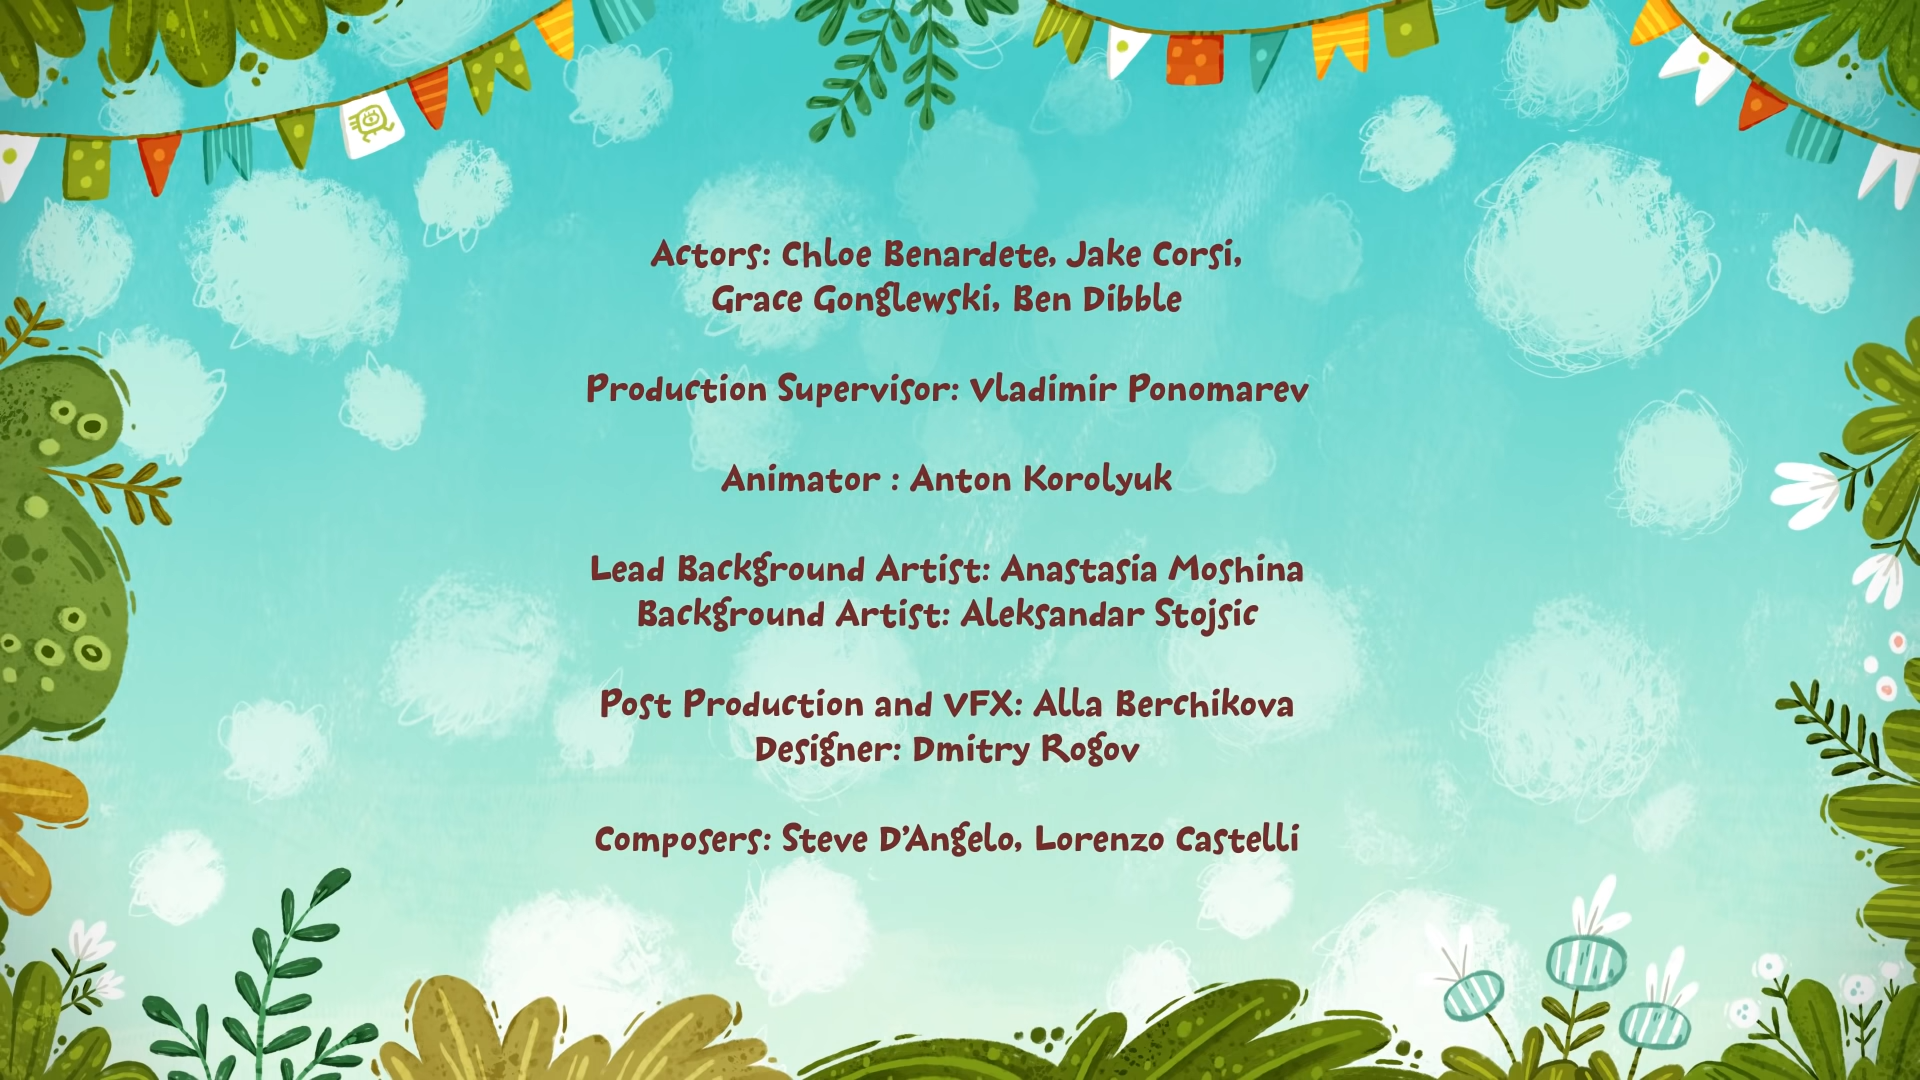 Actors: Chloe Benardete, Jake Corsi,
Grace Gonglewski, Ben Dibble
Production Supervisor: Vladimir Ponomarev
Animator : Anton Korolyuk
Lead Background Artist: Anastasia Moshina
Background Artist: Aleksandar Stojsic
Post Production and VFX: Alla Berchikova
Designer: Dmitry Rogov
Composers: Steve D’Angelo, Lorenzo Castelli